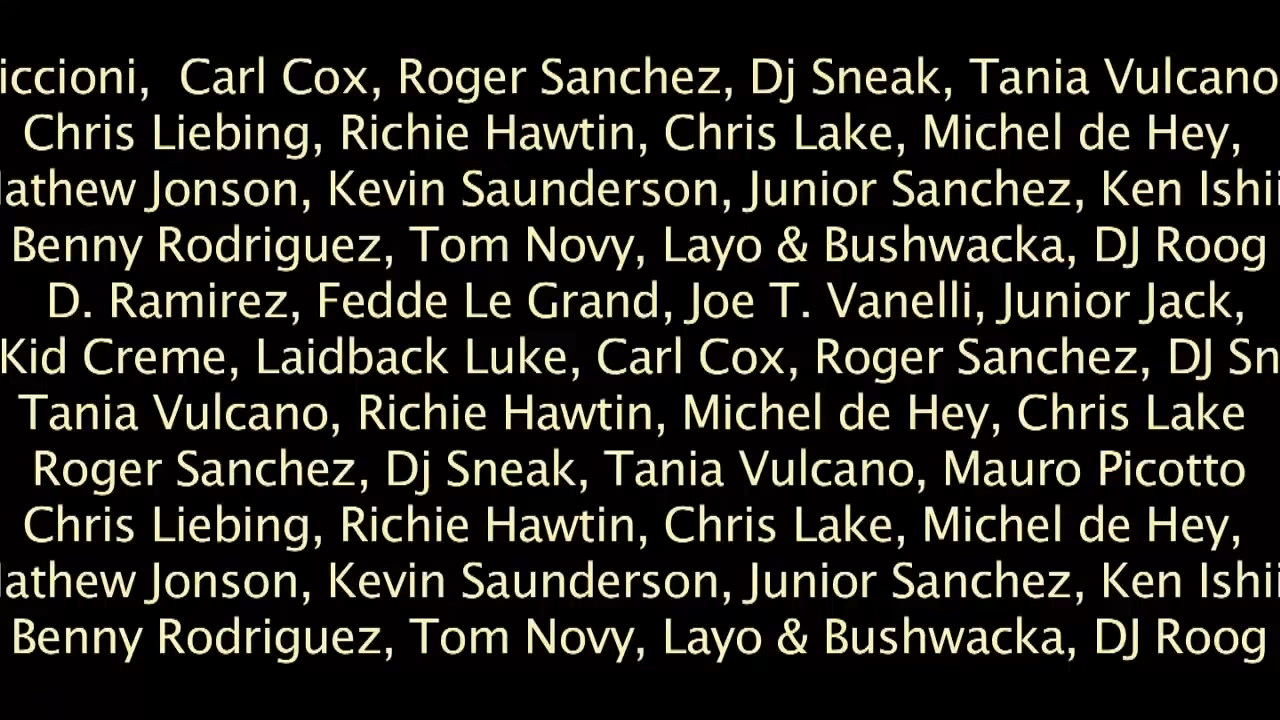 iccioni,  Carl Cox, Roger Sanchez, Dj Sneak, Tania Vulcano
Chris Liebing, Richie Hawtin, Chris Lake, Michel de Hey,
athew Jonson, Kevin Saunderson, Junior Sanchez, Ken Ishii
Benny Rodriguez, Tom Novy, Layo & Bushwacka, DJ Roog
D. Ramirez, Fedde Le Grand, Joe T. Vanelli, Junior Jack,
Kid Creme, Laidback Luke, Carl Cox, Roger Sanchez, DJ Sn
Tania Vulcano, Richie Hawtin, Michel de Hey, Chris Lake
Roger Sanchez, Dj Sneak, Tania Vulcano, Mauro Picotto
Chris Liebing, Richie Hawtin, Chris Lake, Michel de Hey,
athew Jonson, Kevin Saunderson, Junior Sanchez, Ken Ishii
Benny Rodriguez, Tom Novy, Layo & Bushwacka, DJ Roog